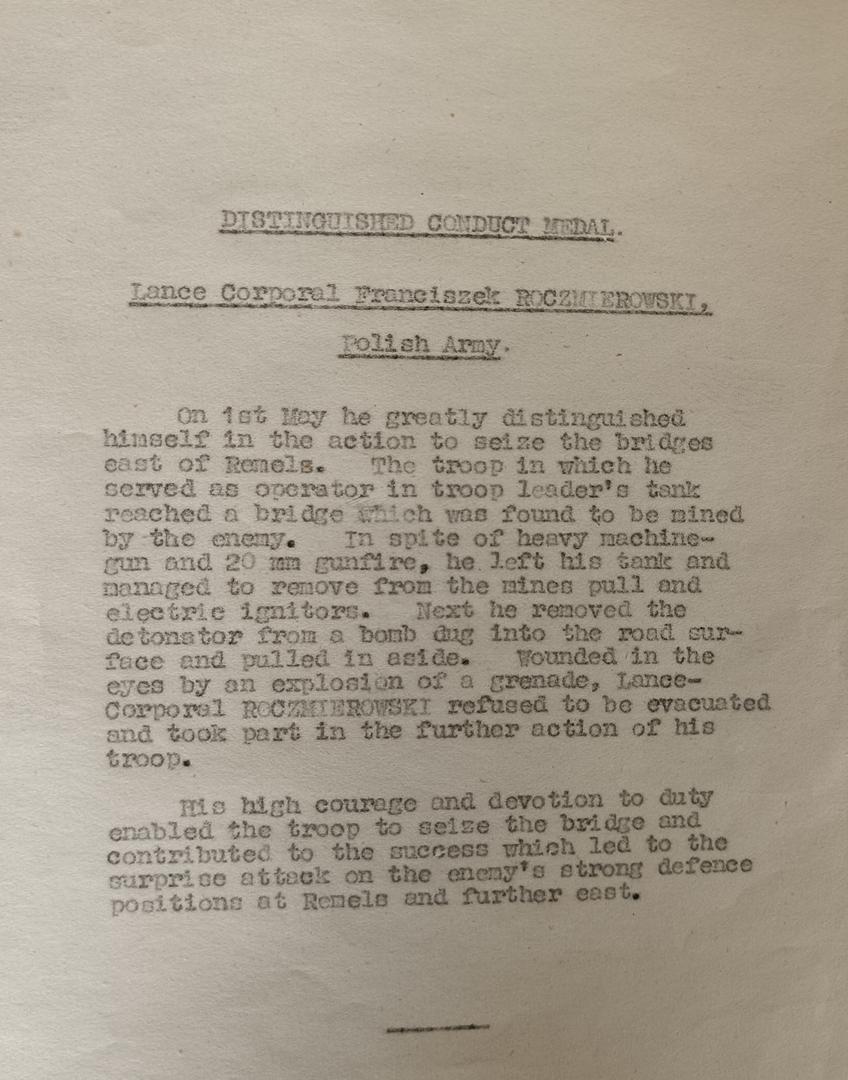 DISTINGUISHED CONDUCT MEDAL.
Lance Corporal Franciszek ROCZMIEROWSKI,
Polish Army.
On 1st May he greatly distinguished
himself in the action to seize the bridges
east of Remels. The troop in which he
served as operator in troop leader's tank
reached a bridge which was found to be mined
by the enemy. In spite of heavy machine-
gun and 20 mm gunfire, he left his tank and
managed to remove from the mines pull and
electric ignitors. Next he removed the
detonator from a bomb dug into the road sur-
face and pulled in aside. Wounded in the
eyes by an explosion of a grenade, Lance-
Corporal ROCZMIEROWSKI refused to be evacuated
and took part in the further action of his
troop.
His high courage and devotion to duty
enabled the troop to seize the bridge and
contributed to the success which led to the
surprise attack on the enemy's strong defence
positions at Remels and further east.